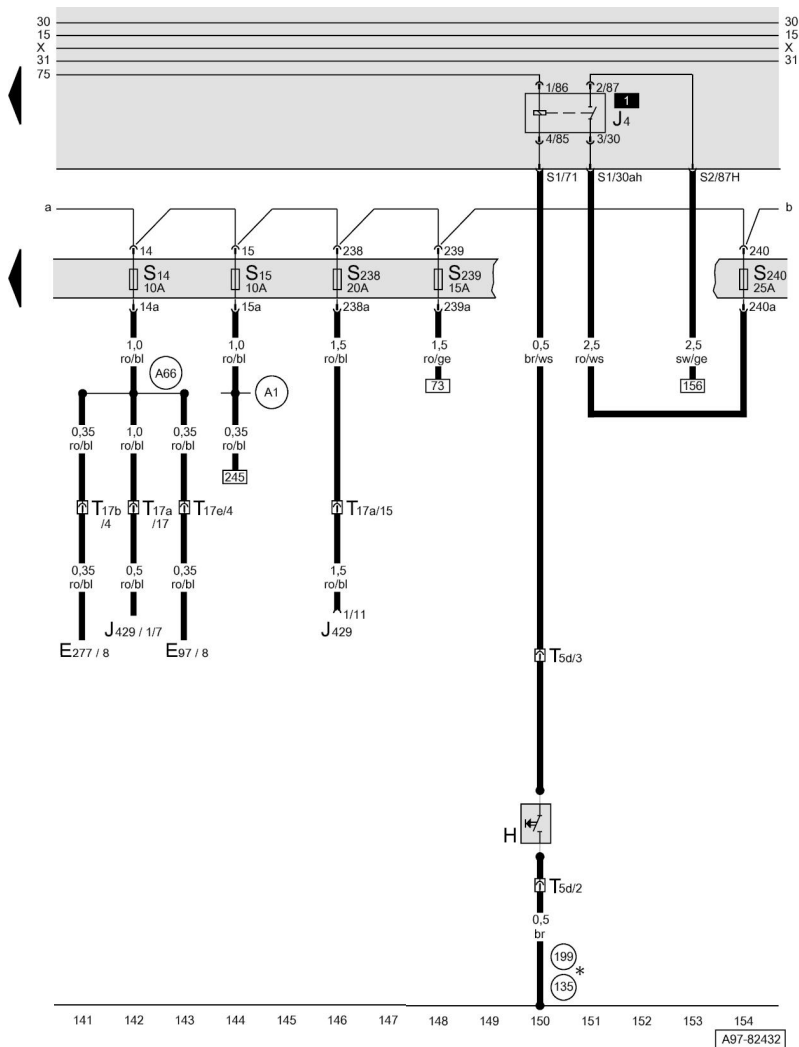 30 30
15 15
X X
31 31
75
1/86 2/87
1
J4
4/85 3/30
S1/71 S1/30ah S2/87H
a b
14 15 238 239 240
S14 S15 S238 S239 S240
10A 10A 20A 15A 25A
14a 15a 238a 239a 240a
1,0 1,0 1,5 1,5 0,5 2,5 2,5
ro/bl ro/bl ro/bl ro/ge br/ws ro/ws sw/ge
A66 73 156
A1
0,35 1,0 0,35 0,35
ro/bl ro/bl ro/bl ro/bl
245
T17b T17a T17e/4 T17a/15
/4 /17
0,35 0,5 0,35 1,5
ro/bl ro/bl ro/bl ro/bl
1/11
J429 / 1/7 J429
E277 / 8 E97 / 8
T5d/3
H
T5d/2
0,5
br
199
*
135
141 142 143 144 145 146 147 148 149 150 151 152 153 154
A97-82432